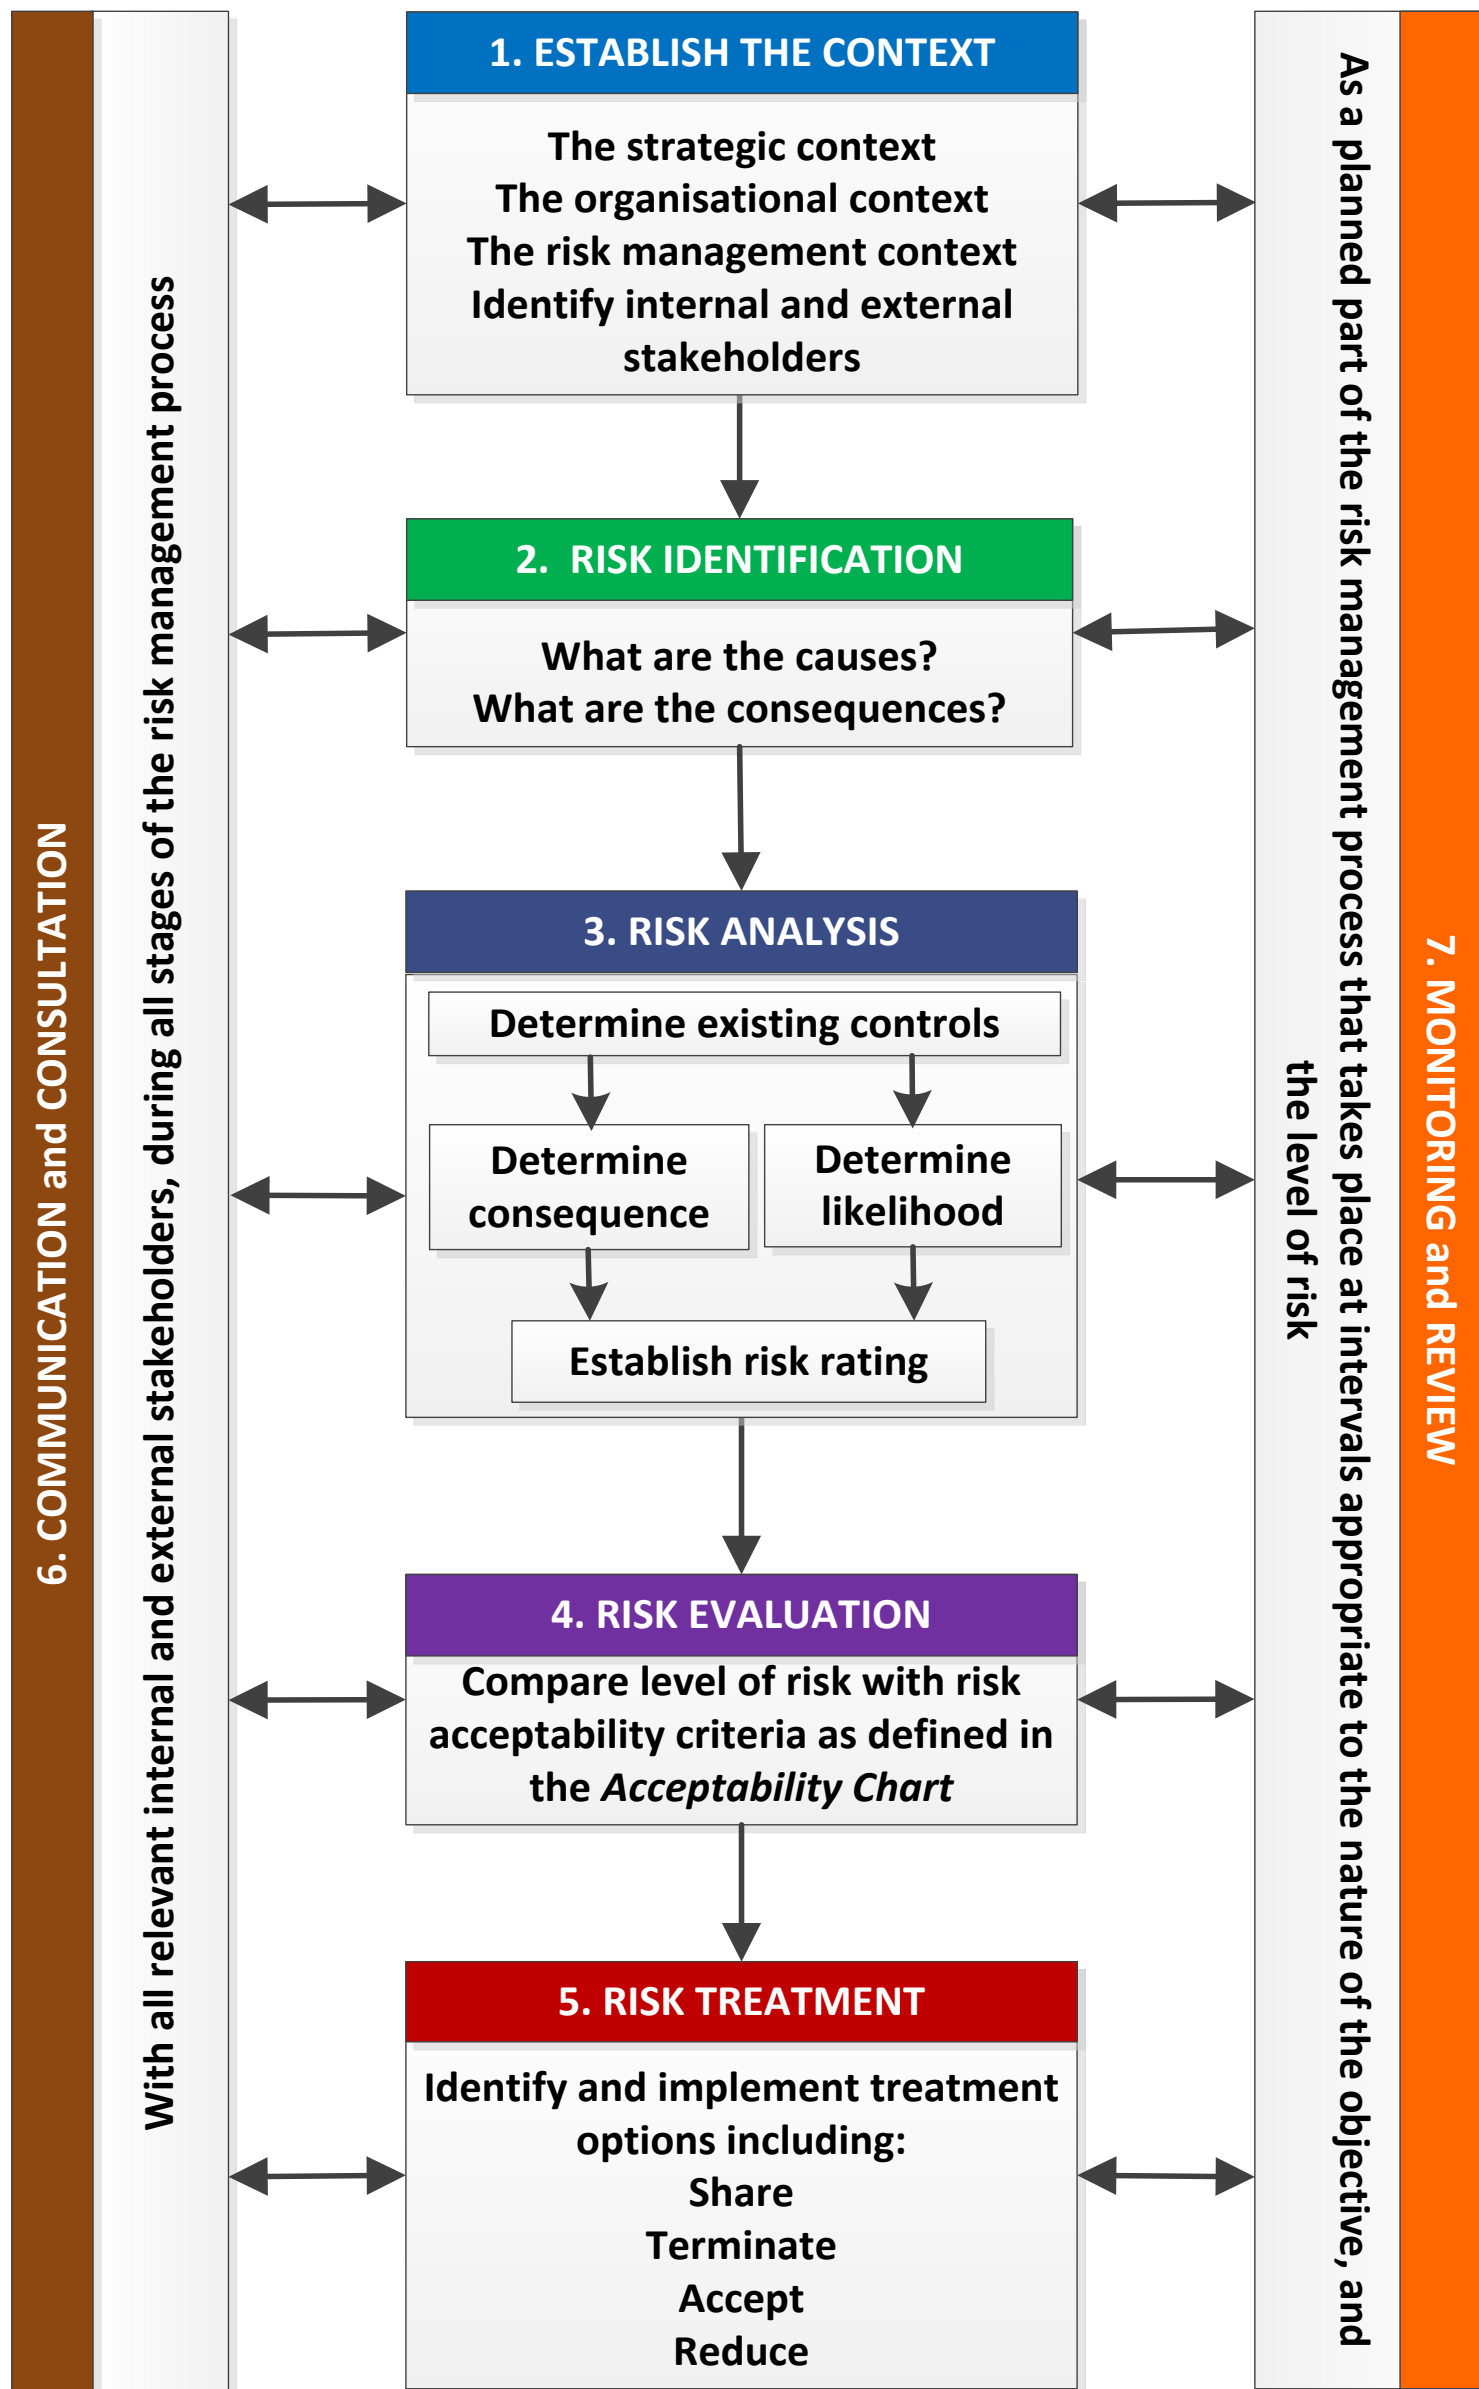 6. COMMUNICATION and CONSULTATION
With all relevant internal and external stakeholders, during all stages of the risk management process
1. ESTABLISH THE CONTEXT
The strategic context
The organisational context
The risk management context
Identify internal and external
stakeholders
2. RISK IDENTIFICATION
What are the causes?
What are the consequences?
3. RISK ANALYSIS
Determine existing controls
Determine
consequence
Determine
likelihood
Establish risk rating
4. RISK EVALUATION
Compare level of risk with risk
acceptability criteria as defined in
the Acceptability Chart
5. RISK TREATMENT
Identify and implement treatment
options including:
Share
Terminate
Accept
Reduce
As a planned part of the risk management process that takes place at intervals appropriate to the nature of the objective, and
the level of risk
7. MONITORING and REVIEW